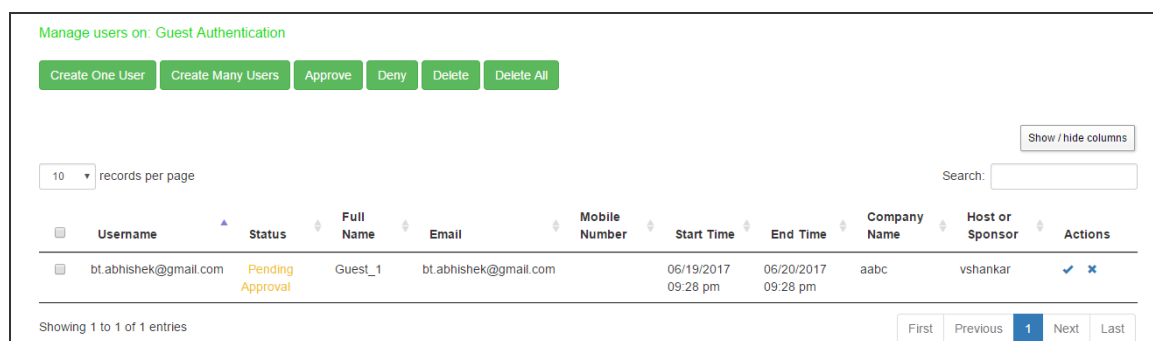 Manage users on: Guest Authentication
Create One User Create Many Users Approve Deny Delete Delete All
Show / hide columns
10 records per page Search:
Username Status Full Name Email Mobile Number Start Time End Time Company Name Host or Sponsor Actions
bt.abhishek@gmail.com Pending Approval Guest_1 bt.abhishek@gmail.com 06/19/2017 09:28 pm 06/20/2017 09:28 pm aabc vshankar
Showing 1 to 1 of 1 entries First Previous 1 Next Last